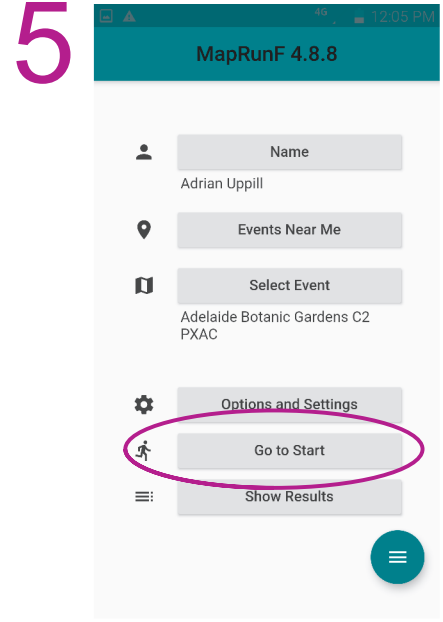 5
4G 12:05 PM
MapRunF 4.8.8
Name
Adrian Uppill
Events Near Me
Select Event
Adelaide Botanic Gardens C2
PXAC
Options and Settings
Go to Start
Show Results